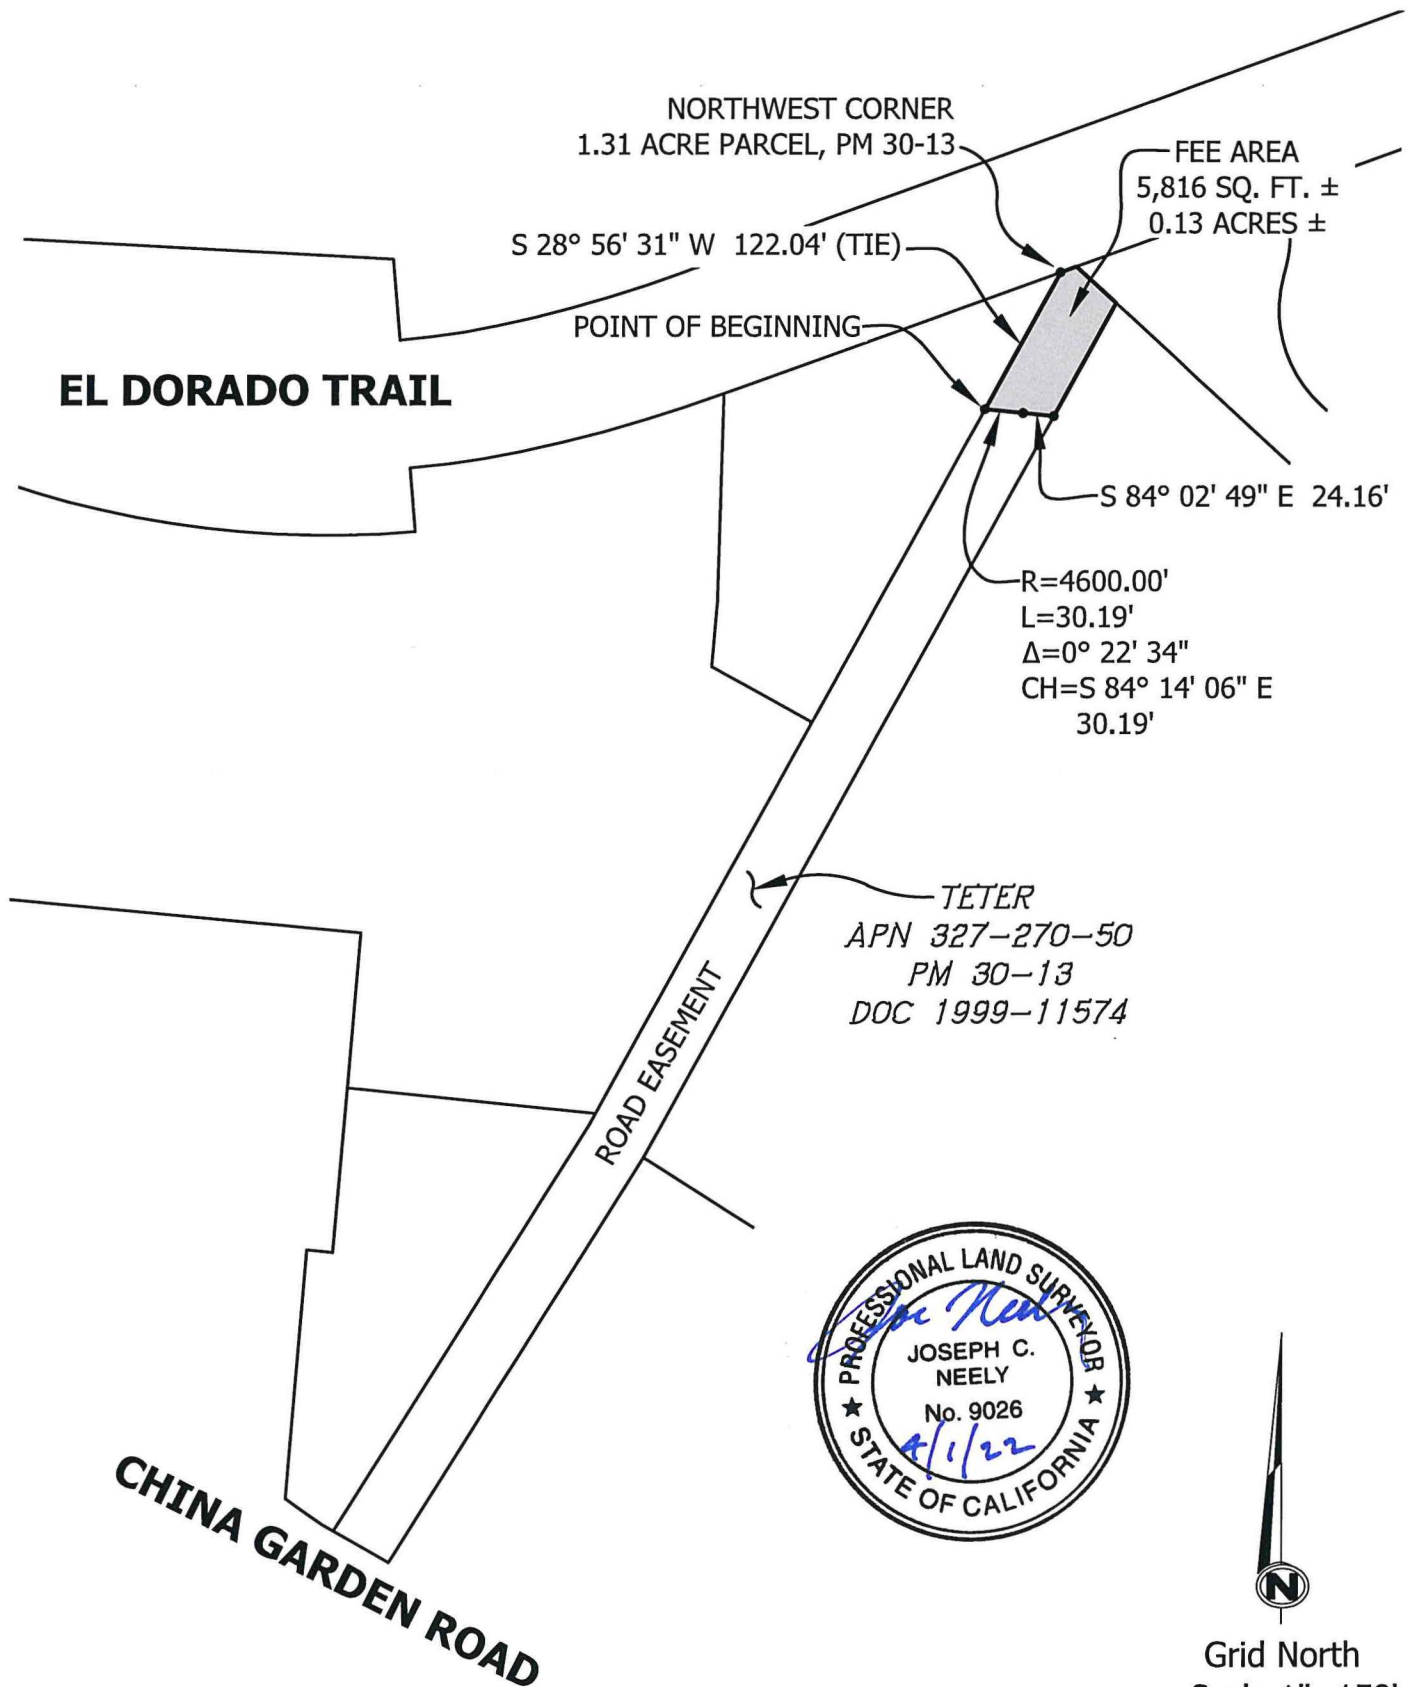 NORTHWEST CORNER
1.31 ACRE PARCEL, PM 30-13
FEE AREA
5,816 SQ. FT. ±
0.13 ACRES ±
S 28° 56' 31" W 122.04' (TIE)
POINT OF BEGINNING
EL DORADO TRAIL
S 84° 02' 49" E 24.16'
R=4600.00'
L=30.19'
Δ=0° 22' 34"
CH=S 84° 14' 06" E
30.19'
TETER
APN 327-270-50
PM 30-13
DOC 1999-11574
ROAD EASEMENT
PROFESSIONAL LAND SURVEYOR
Joe Neely
JOSEPH C.
NEELY
No. 9026
4/1/22
STATE OF CALIFORNIA
CHINA GARDEN ROAD
N
Grid North